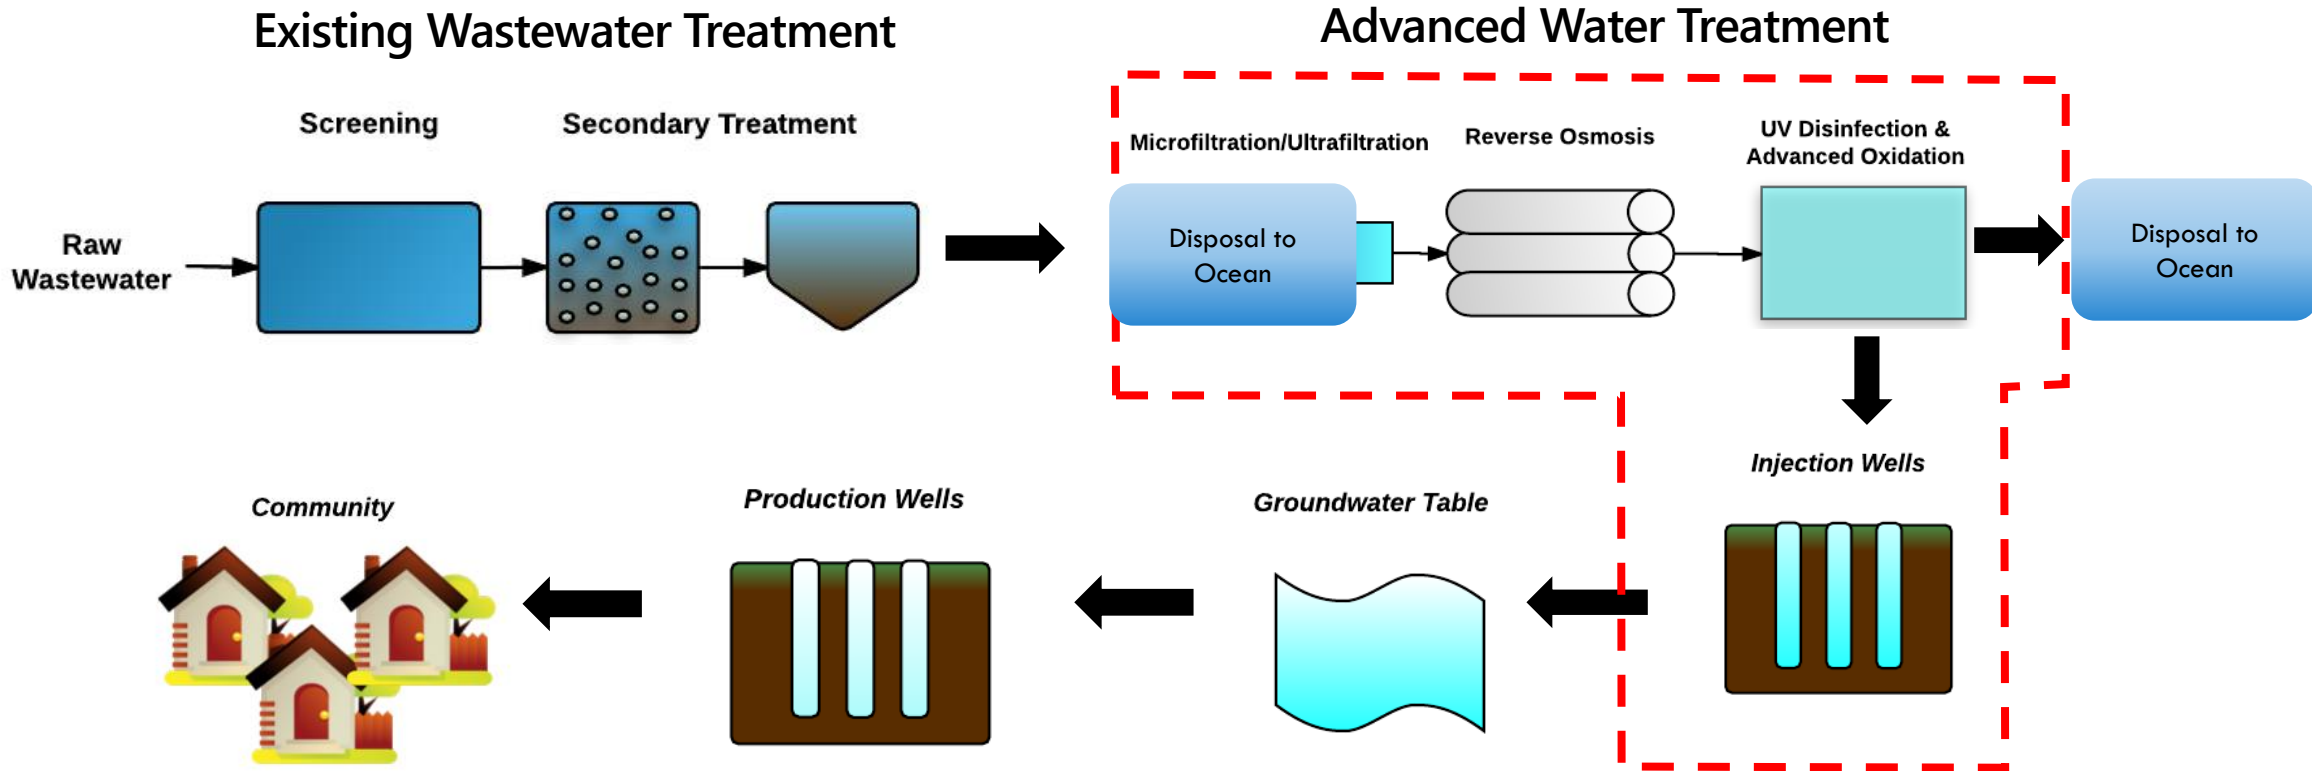 Existing Wastewater Treatment
Advanced Water Treatment
Screening
Secondary Treatment
Microfiltration/Ultrafiltration
Reverse Osmosis
UV Disinfection &
Advanced Oxidation
Raw
Wastewater
Disposal to
Ocean
Disposal to
Ocean
Injection Wells
Groundwater Table
Production Wells
Community